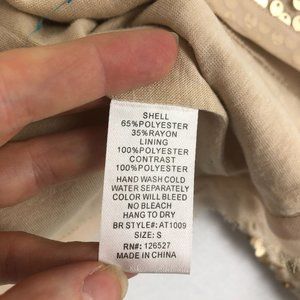 SHELL
65%POLYESTER
35%RAYON
LINING
100%POLYESTER
CONTRAST
100%POLYESTER
HAND WASH COLD
WATER SEPARATELY
COLOR WILL BLEED
NO BLEACH
HANG TO DRY
BR STYLE#: AT1009
SIZE: S
RN#: 126527
MADE IN CHINA